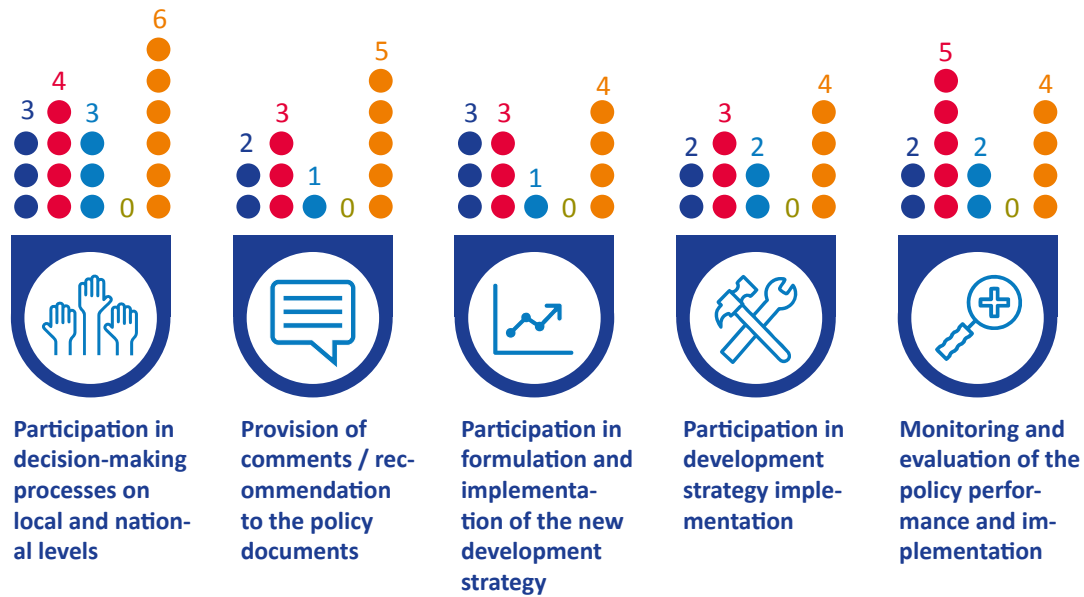 3 4 3 0 6
2 3 1 0 5
3 3 1 0 4
2 3 2 0 4
2 5 2 0 4
Participation in
decision-making
processes on
local and nation-
al levels
Provision of
comments / rec-
ommendation
to the policy
documents
Participation in
formulation and
implementa-
tion of the new
development
strategy
Participation in
development
strategy imple-
mentation
Monitoring and
evaluation of the
policy perfor-
mance and im-
plementation